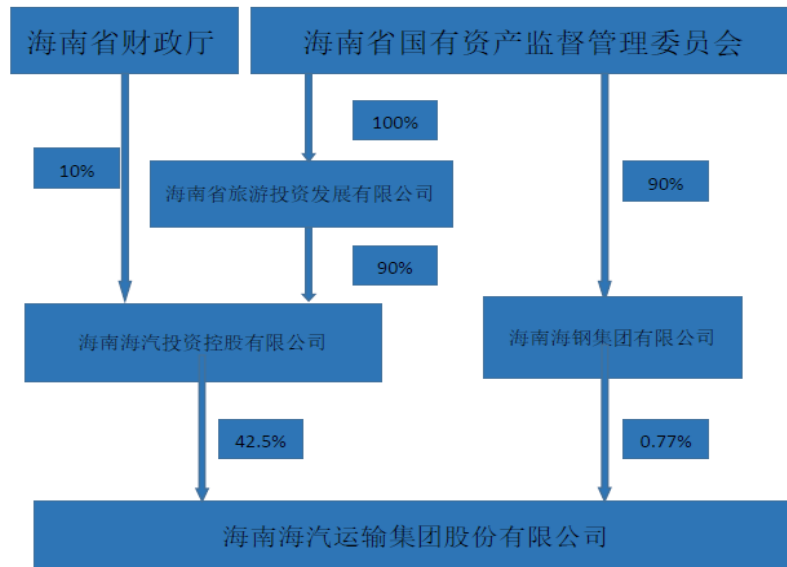 海南省财政厅
海南省国有资产监督管理委员会
100%
10%
海南省旅游投资发展有限公司
90%
90%
海南海汽投资控股有限公司
海南海钢集团有限公司
42.5%
0.77%
海南海汽运输集团股份有限公司